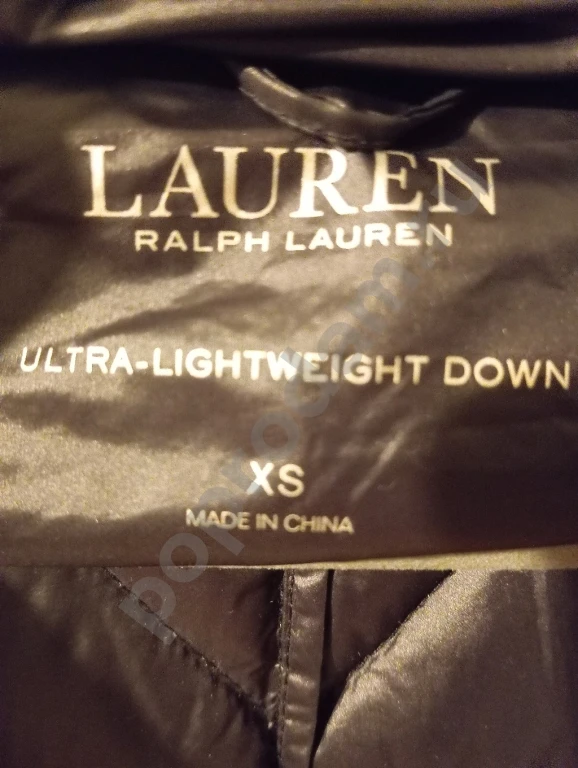 LAUREN
RALPH LAUREN
ULTRA-LIGHTWEIGHT DOWN
XS
MADE IN CHINA